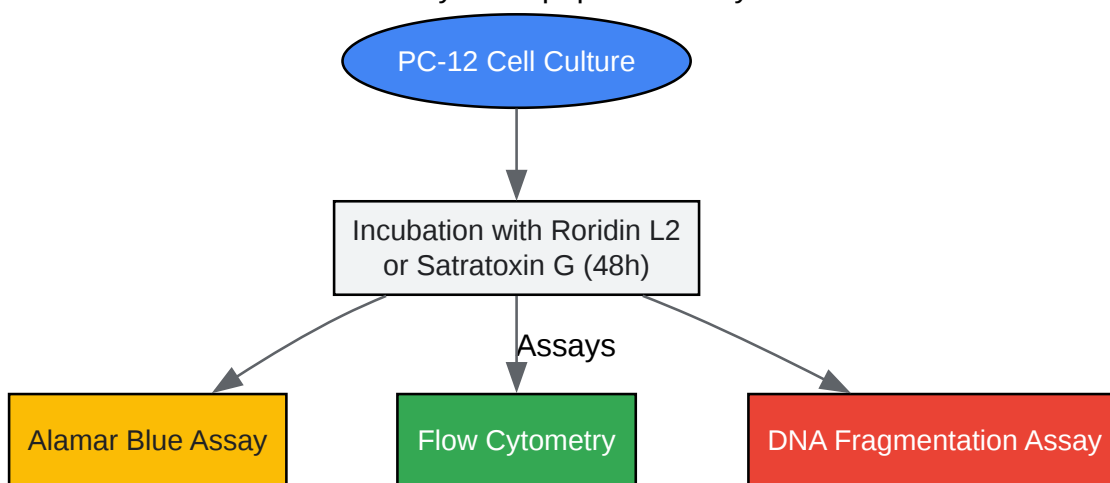 PC-12 Cell Culture
Incubation with Roridin L2
or Satratoxin G (48h)
Assays
Alamar Blue Assay
Flow Cytometry
DNA Fragmentation Assay